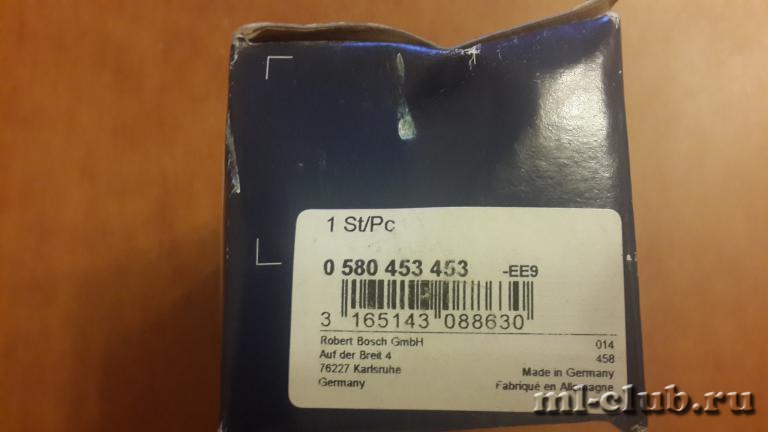 1 St/Pc
0 580 453 453 -EE9
3 165143 088630
Robert Bosch GmbH 014
Auf der Breit 4 458
76227 Karlsruhe Made in Germany
Germany Fabriqué en Allemagne
ml-club.ru